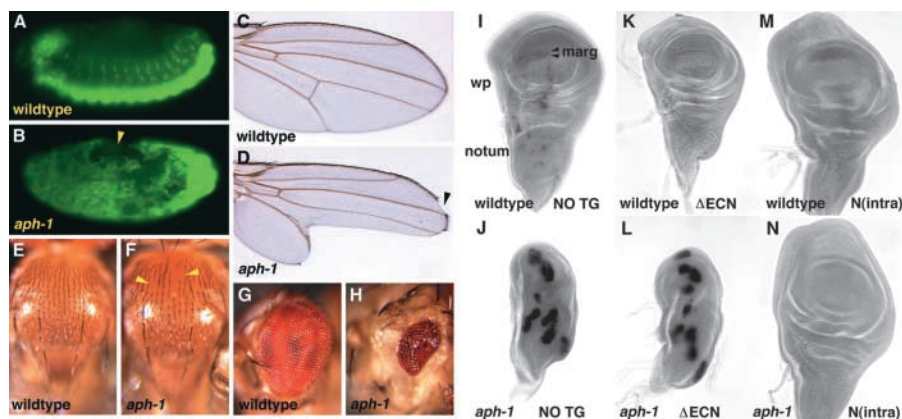 A
wildtype
B
aph-1
C
wildtype
D
aph-1
E
wildtype
F
aph-1
G
wildtype
H
aph-1
I
marg
wp
notum
wildtype NO TG
J
aph-1 NO TG
K
wildtype ΔECN
L
aph-1 ΔECN
M
wildtype N(intra)
N
aph-1 N(intra)